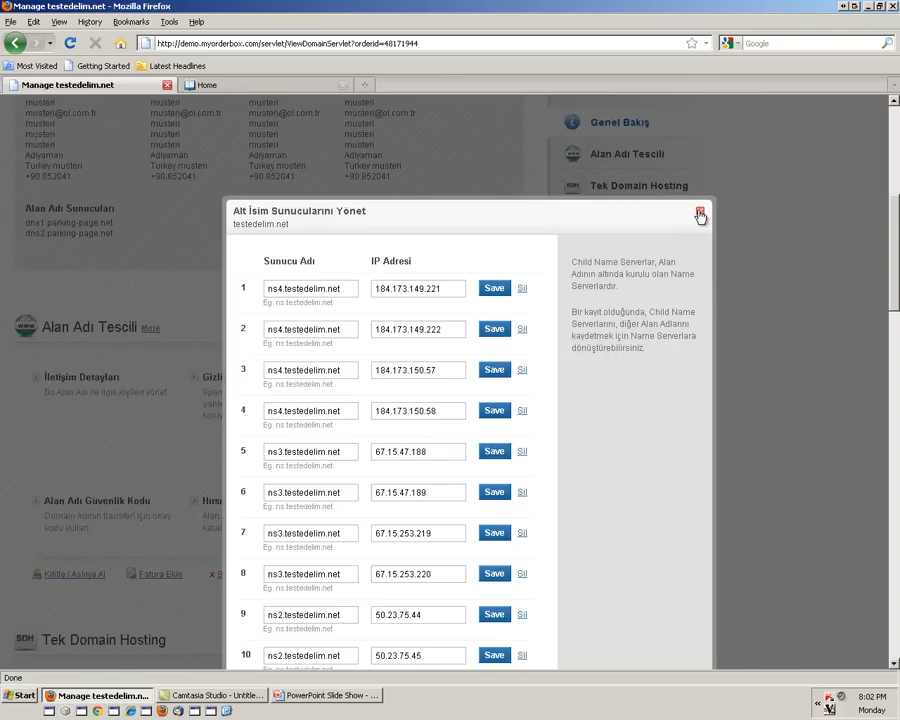 Manage testedelim.net - Mozilla Firefox
File Edit View History Bookmarks Tools Help
http://demo.myorderbox.com/servlet/ViewDomainServlet?orderid=48171944
Google
Most Visited Getting Started Latest Headlines
Manage testedelim.net Home
musteri musteri musteri musteri
musteri@ol.com.tr musteri@ol.com.tr musteri@ol.com.tr musteri@ol.com.tr
musteri musteri musteri musteri
musteri musteri musteri musteri
musteri musteri musteri musteri
Adiyaman Adiyaman Adiyaman Adiyaman
Turkey musteri Turkey musteri Turkey musteri Turkey musteri
+90.852041 +90.852041 +90.852041 +90.852041
Genel Bakış
WWW Alan Adı Tescili
SDH Tek Domain Hosting
Alan Adı Sunucuları
dns1.parking-page.net
dns2.parking-page.net
Alt İsim Sunucularını Yönet
testedelim.net
Sunucu Adı IP Adresi
1 ns4.testedelim.net 184.173.149.221 Save Sil
Eg. ns.testedelim.net
2 ns4.testedelim.net 184.173.149.222 Save Sil
Eg. ns.testedelim.net
3 ns4.testedelim.net 184.173.150.57 Save Sil
Eg. ns.testedelim.net
4 ns4.testedelim.net 184.173.150.58 Save Sil
Eg. ns.testedelim.net
5 ns3.testedelim.net 67.15.47.188 Save Sil
Eg. ns.testedelim.net
6 ns3.testedelim.net 67.15.47.189 Save Sil
Eg. ns.testedelim.net
7 ns3.testedelim.net 67.15.253.219 Save Sil
Eg. ns.testedelim.net
8 ns3.testedelim.net 67.15.253.220 Save Sil
Eg. ns.testedelim.net
9 ns2.testedelim.net 50.23.75.44 Save Sil
Eg. ns.testedelim.net
10 ns2.testedelim.net 50.23.75.45 Save Sil
Child Name Serverlar, Alan
Adının altında kurulu olan Name
Serverlardır.
Bir kayıt olduğunda, Child Name
Serverlarını, diğer Alan Adlarını
kaydetmek için Name Serverlara
dönüştürebilirsiniz.
WWW Alan Adı Tescili More
İletişim Detayları
Bu Alan Adı ile ilgili kişileri yönet
Alan Adı Güvenlik Kodu
Domain Adının transferi için onay
kodu kullan.
Kilitle / Askıya Al Fatura Ekle
SDH Tek Domain Hosting
Done
Start Manage testedelim.n... Camtasia Studio - Untitle... PowerPoint Slide Show - ...
8:02 PM
Monday